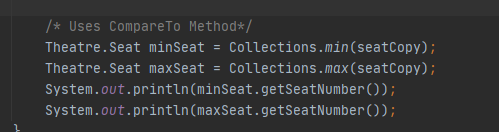 /* Uses CompareTo Method*/
Theatre.Seat minSeat = Collections.min(seatCopy);
Theatre.Seat maxSeat = Collections.max(seatCopy);
System.out.println(minSeat.getSeatNumber());
System.out.println(maxSeat.getSeatNumber());
}